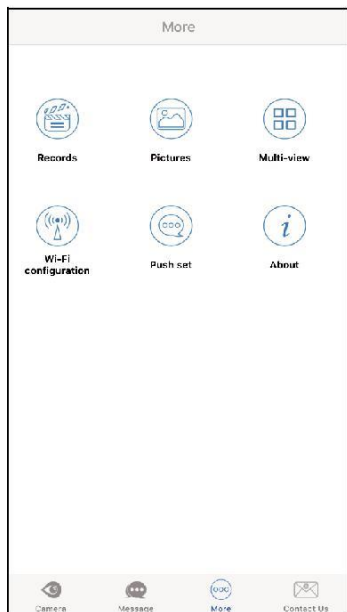 More
Records
Pictures
Multi-view
Wi-Fi
configuration
Push set
About
Camera
Message
More
Contact Us